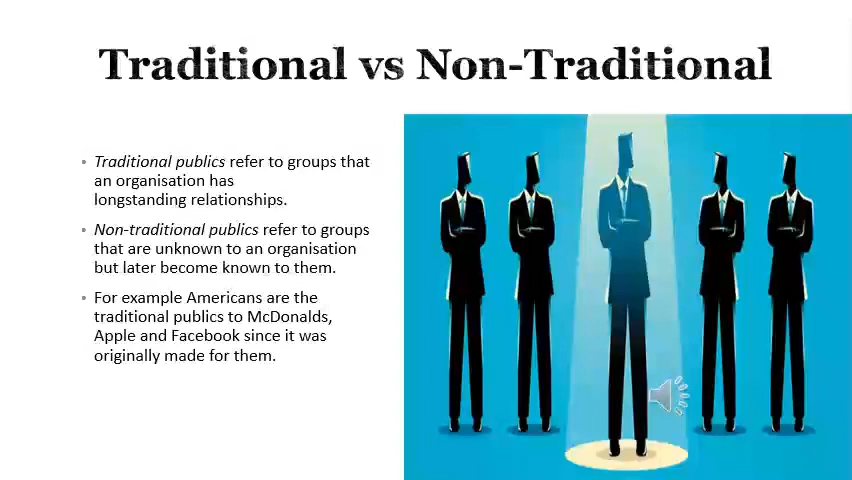 Traditional vs Non-Traditional
• Traditional publics refer to groups that
an organisation has
longstanding relationships.
• Non-traditional publics refer to groups
that are unknown to an organisation
but later become known to them.
• For example Americans are the
traditional publics to McDonalds,
Apple and Facebook since it was
originally made for them.